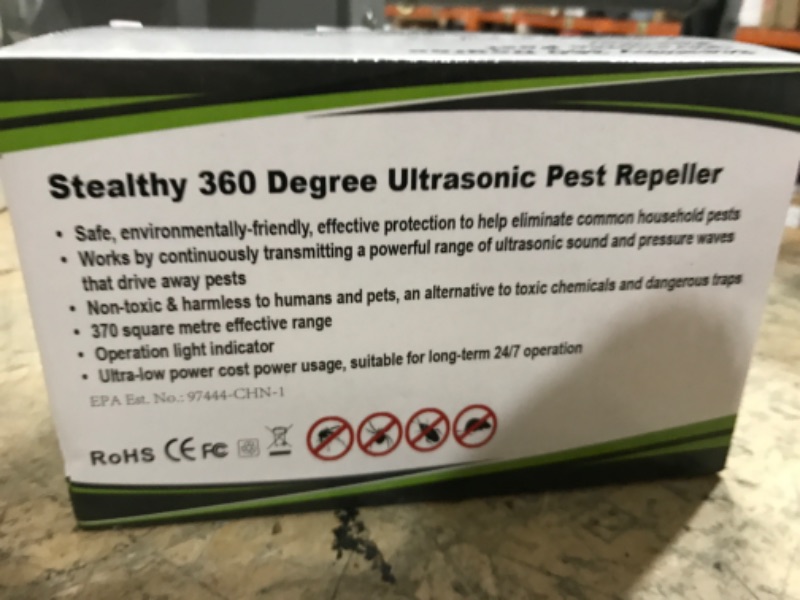 Stealthy 360 Degree Ultrasonic Pest Repeller
• Safe, environmentally-friendly, effective protection to help eliminate common household pests
• Works by continuously transmitting a powerful range of ultrasonic sound and pressure waves
that drive away pests
• Non-toxic & harmless to humans and pets, an alternative to toxic chemicals and dangerous traps
• 370 square metre effective range
• Operation light indicator
• Ultra-low power cost power usage, suitable for long-term 24/7 operation
EPA Est. No.: 97444-CHN-1
RoHS CE FC